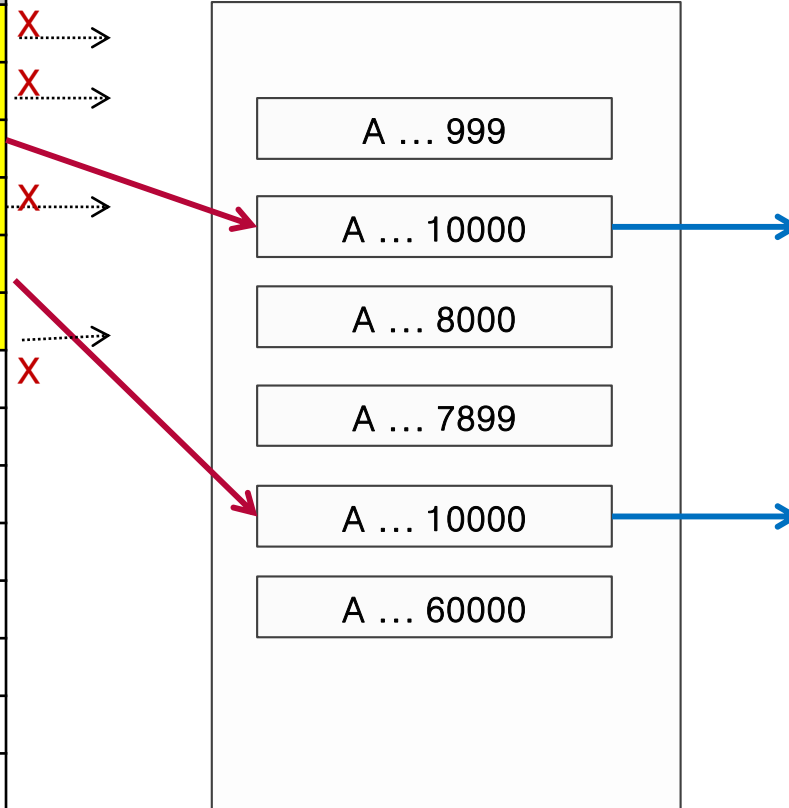 X
X
A … 999
X
A … 10000
A … 8000
X
A … 7899
A … 10000
A … 60000